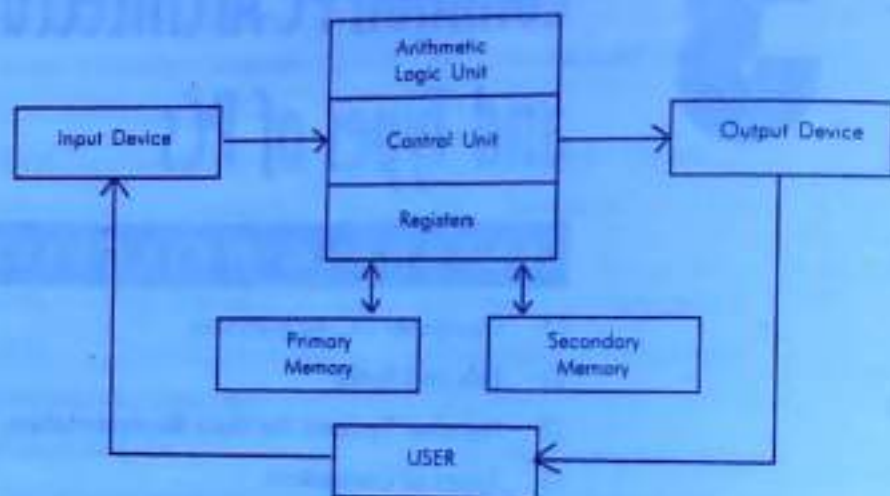 Arithmetic
Logic Unit
Input Device
Control Unit
Output Device
Registers
Primary
Memory
Secondary
Memory
USER